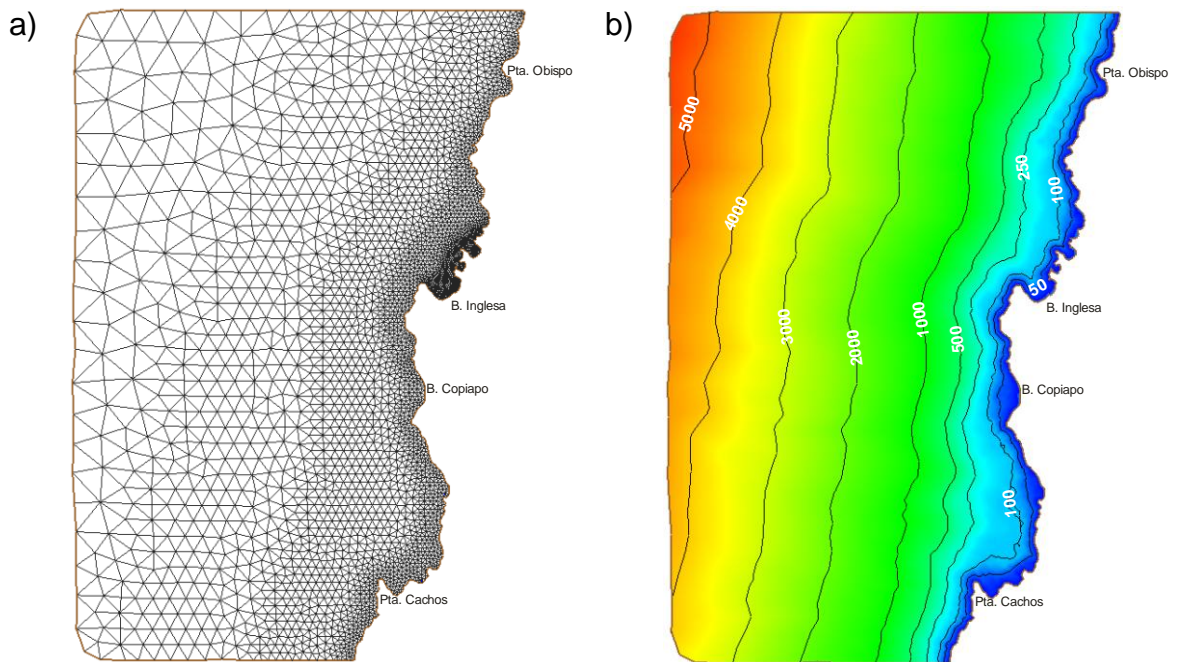 a)
Pta. Obispo
B. Inglesa
B. Copiapo
Pta. Cachos
b)
Pta. Obispo
5000
250
100
4000
50
B. Inglesa
3000
2000
1000
500
B. Copiapo
100
Pta. Cachos